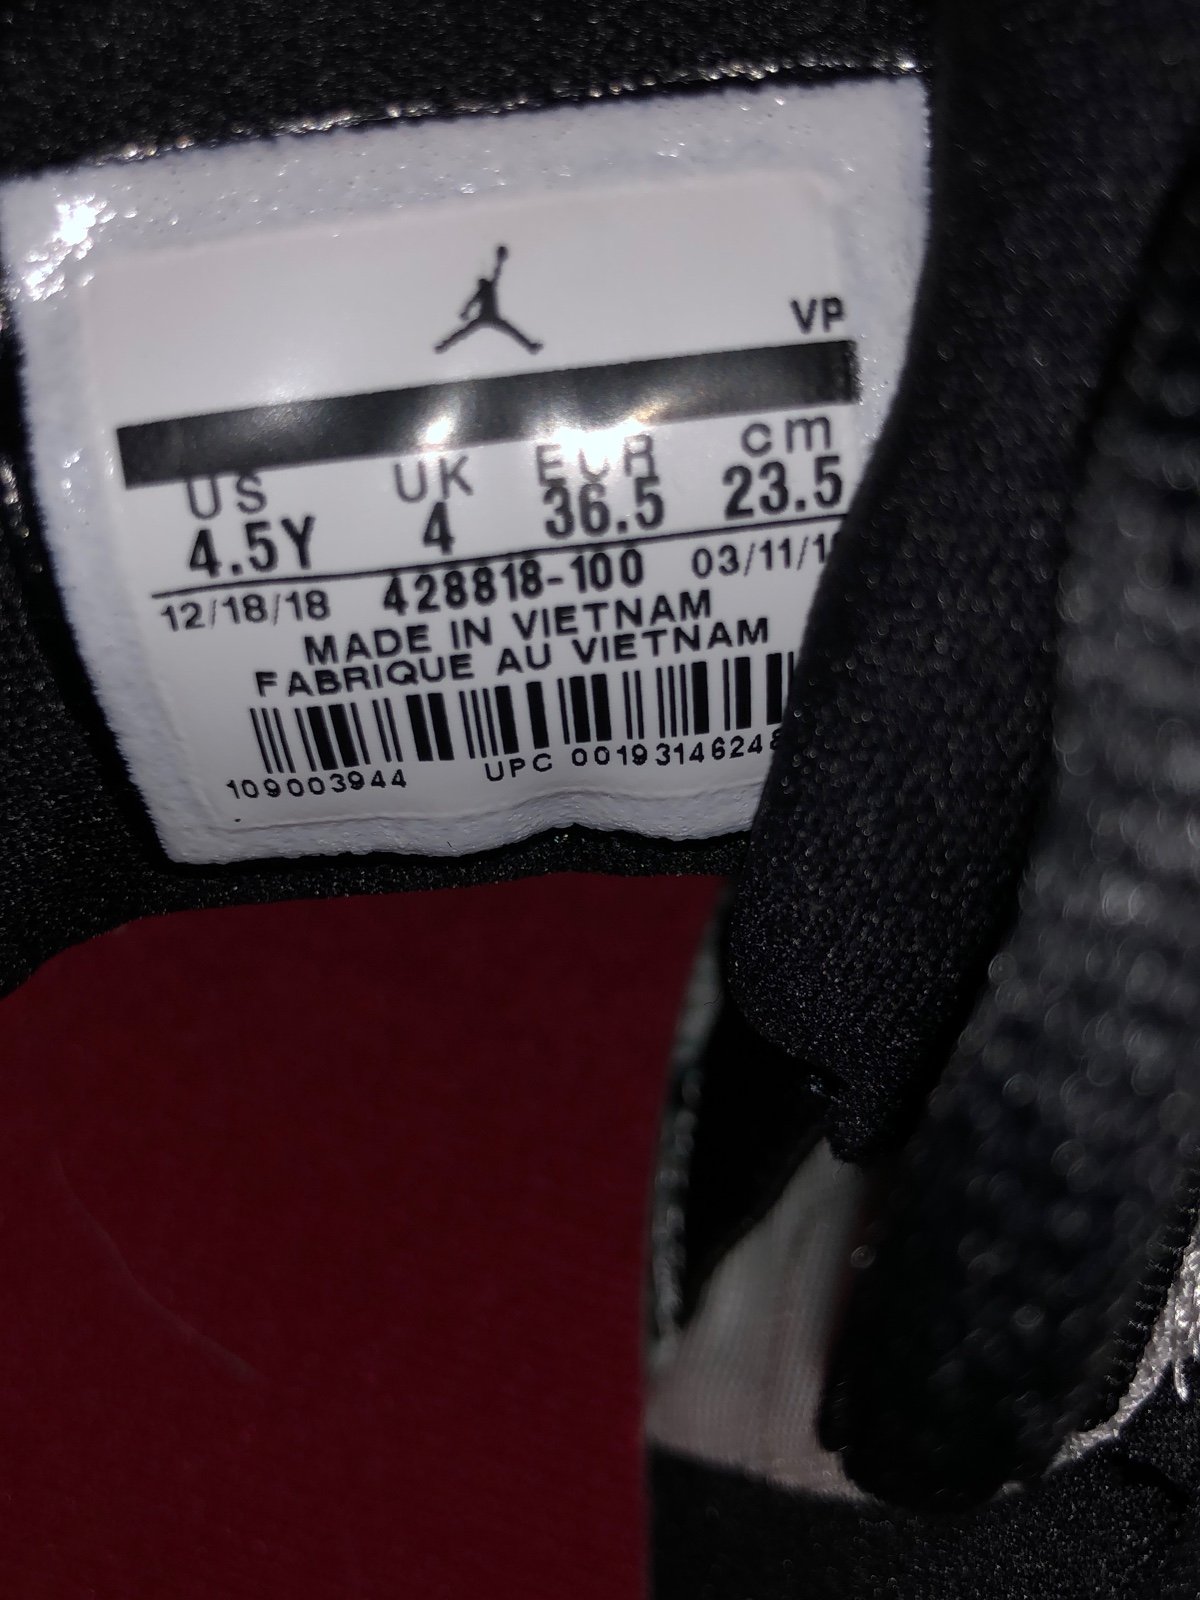 VP
US UK EUR cm
4.5Y 4 36.5 23.5
12/18/18 428818-100 03/11/1
MADE IN VIETNAM
FABRIQUE AU VIETNAM
109003944 UPC 0019314624